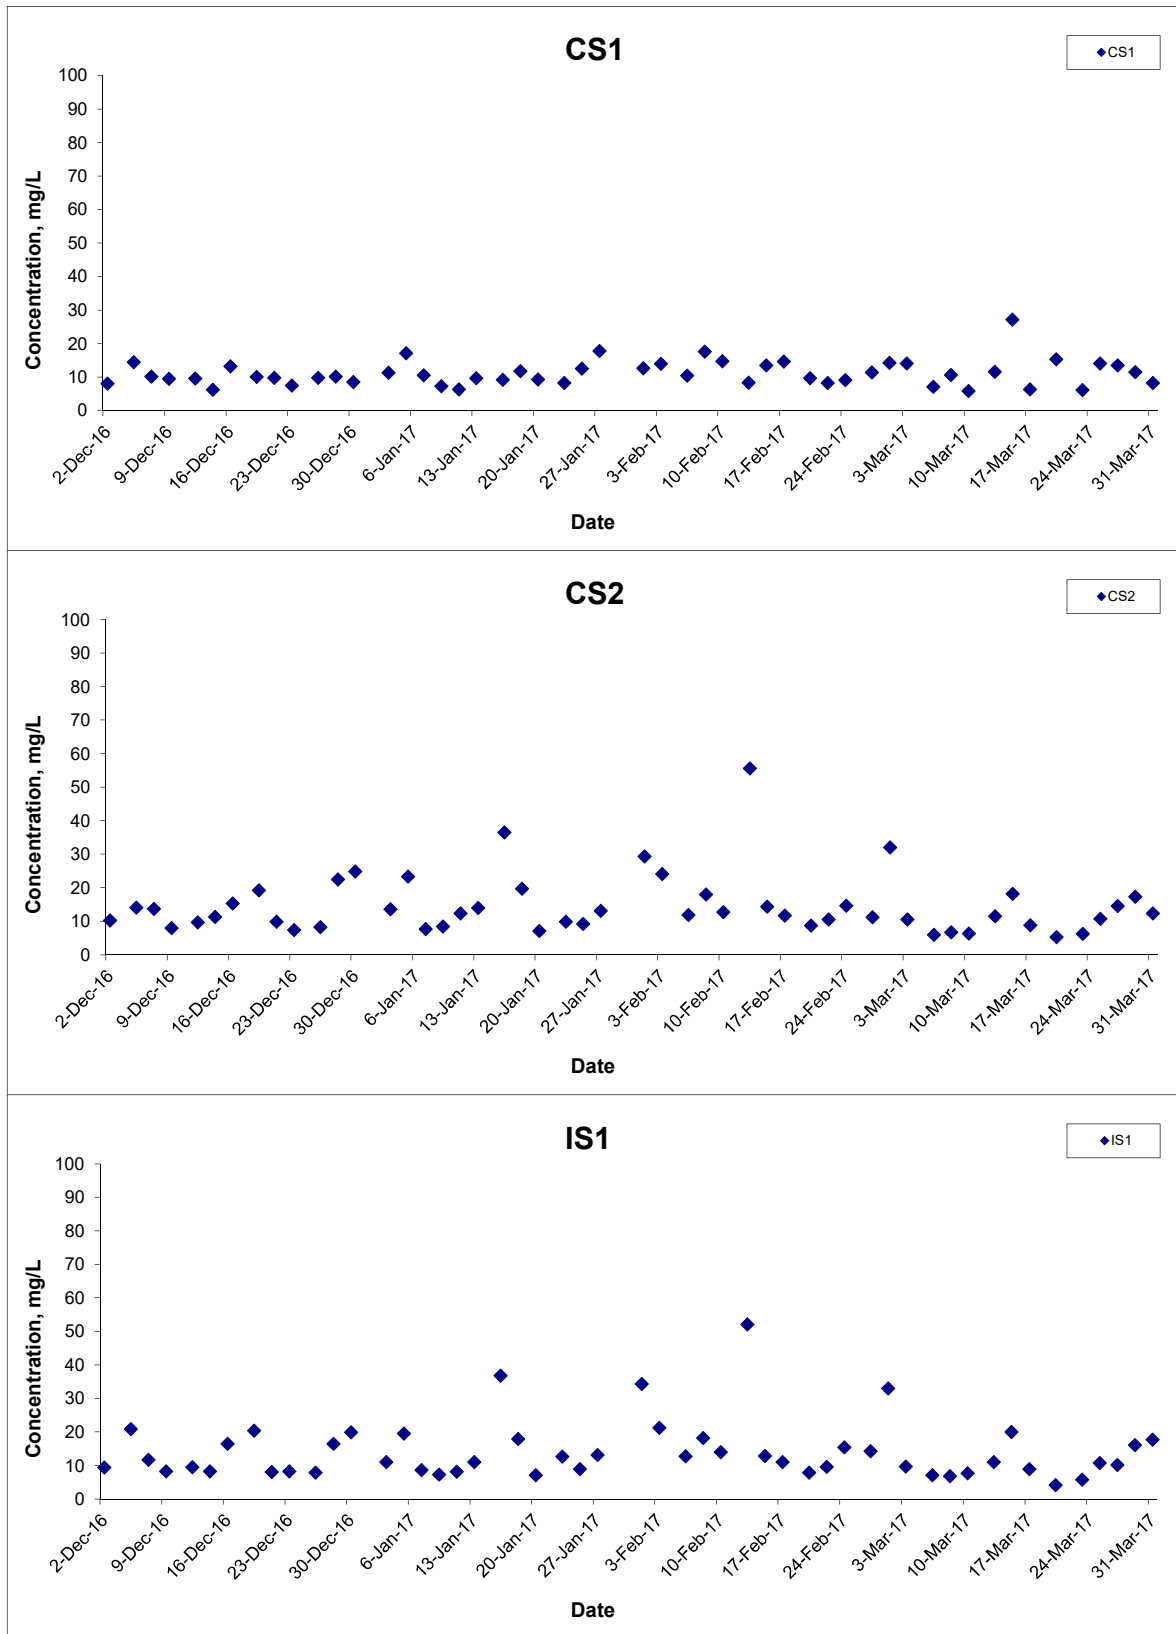 CS1
CS1
100
90
80
70
60
50
40
30
20
10
0
Concentration, mg/L
2-Dec-16
9-Dec-16
16-Dec-16
23-Dec-16
30-Dec-16
6-Jan-17
13-Jan-17
20-Jan-17
27-Jan-17
3-Feb-17
10-Feb-17
17-Feb-17
24-Feb-17
3-Mar-17
10-Mar-17
17-Mar-17
24-Mar-17
31-Mar-17
Date
CS2
CS2
100
90
80
70
60
50
40
30
20
10
0
Concentration, mg/L
2-Dec-16
9-Dec-16
16-Dec-16
23-Dec-16
30-Dec-16
6-Jan-17
13-Jan-17
20-Jan-17
27-Jan-17
3-Feb-17
10-Feb-17
17-Feb-17
24-Feb-17
3-Mar-17
10-Mar-17
17-Mar-17
24-Mar-17
31-Mar-17
Date
IS1
IS1
100
90
80
70
60
50
40
30
20
10
0
Concentration, mg/L
2-Dec-16
9-Dec-16
16-Dec-16
23-Dec-16
30-Dec-16
6-Jan-17
13-Jan-17
20-Jan-17
27-Jan-17
3-Feb-17
10-Feb-17
17-Feb-17
24-Feb-17
3-Mar-17
10-Mar-17
17-Mar-17
24-Mar-17
31-Mar-17
Date